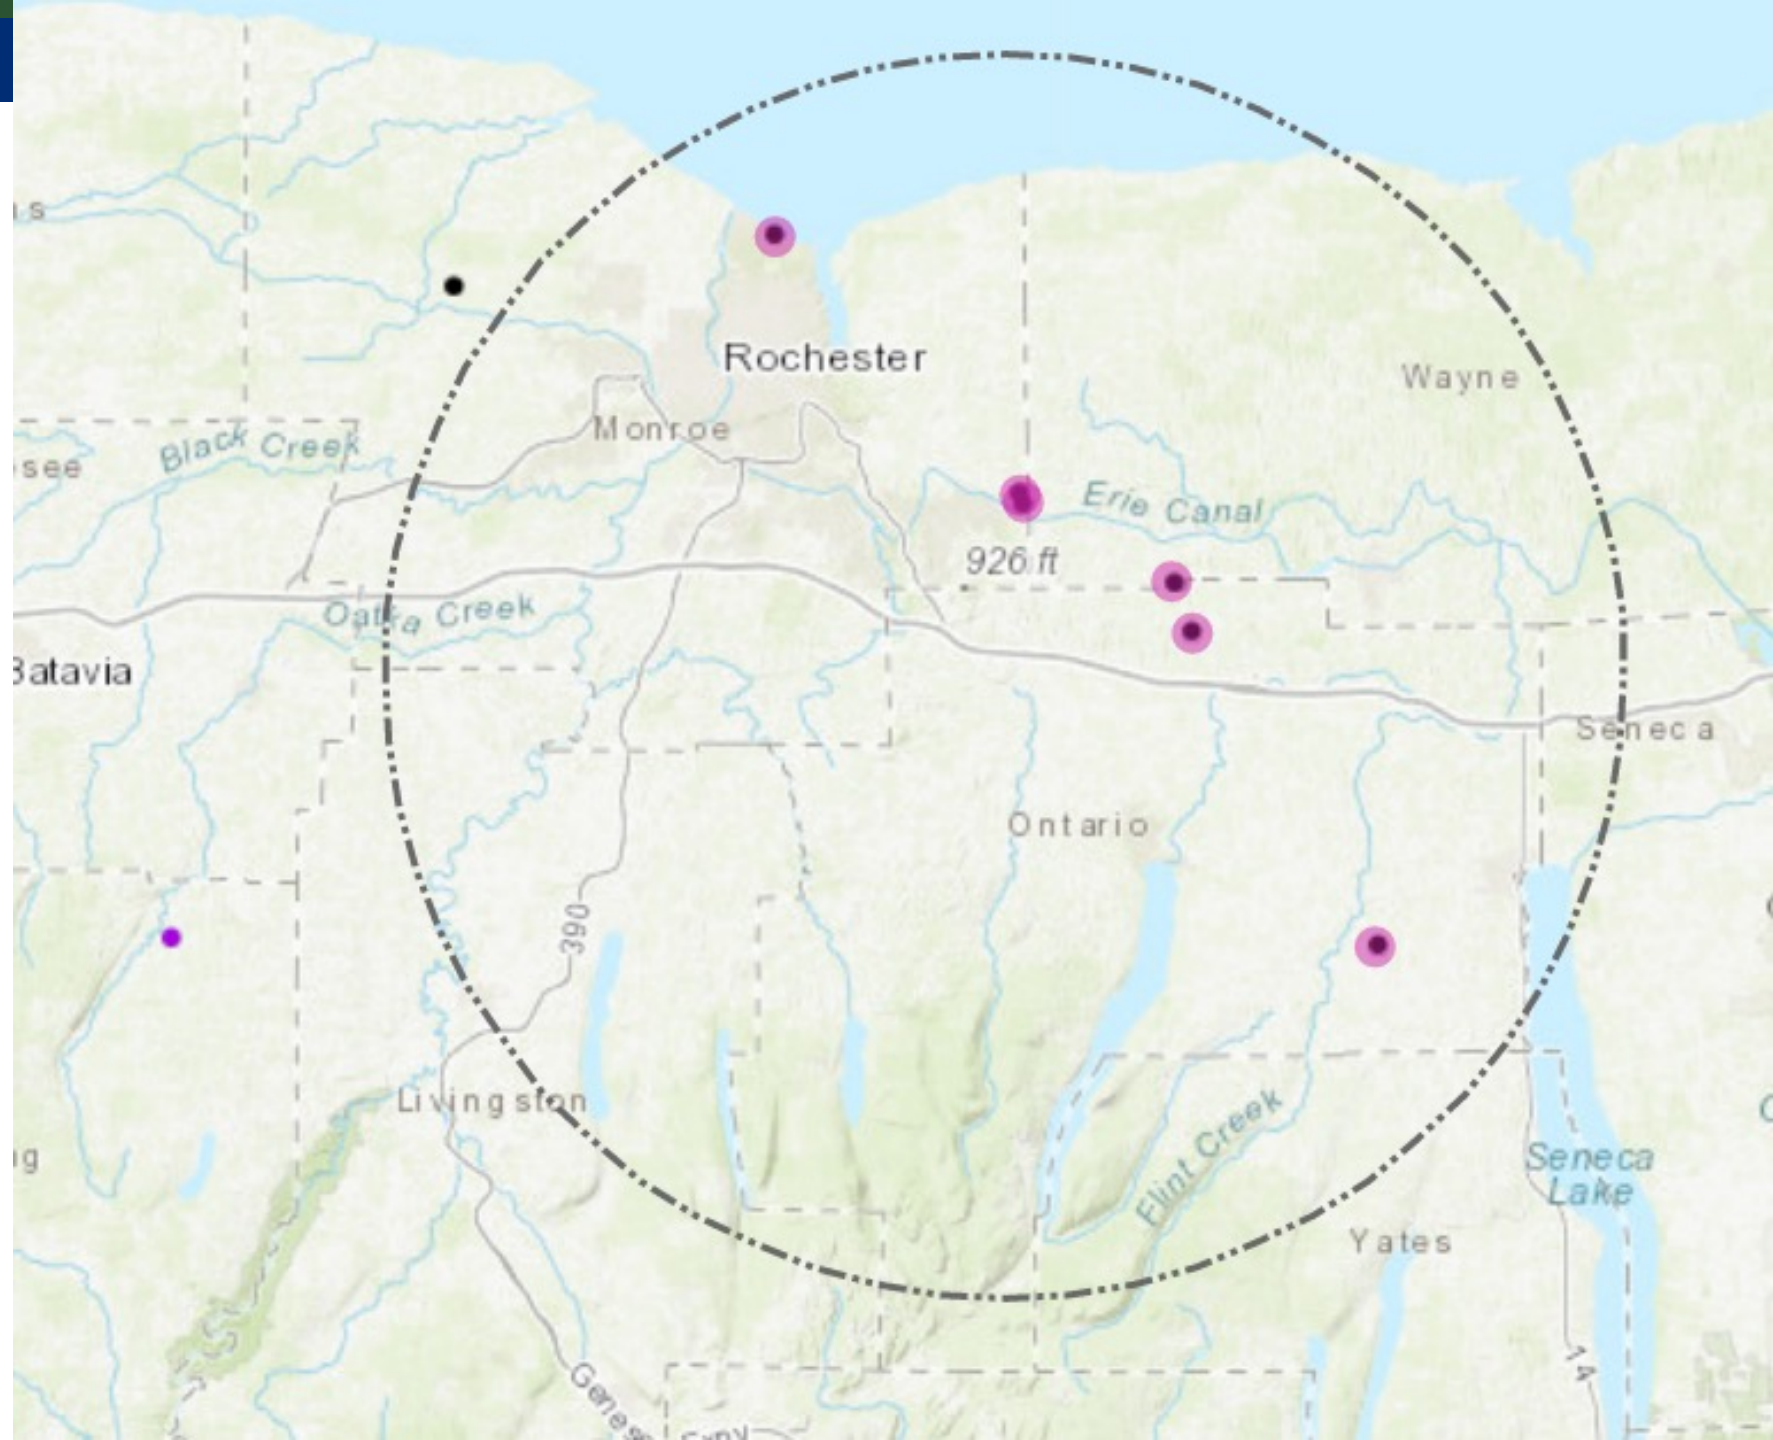 Rochester
Wayne
Monroe
Black Creek
Erie Canal
926 ft
Oatka Creek
Batavia
Seneca
Ontario
390
Livingston
Flint Creek
Seneca
Lake
Yates
14